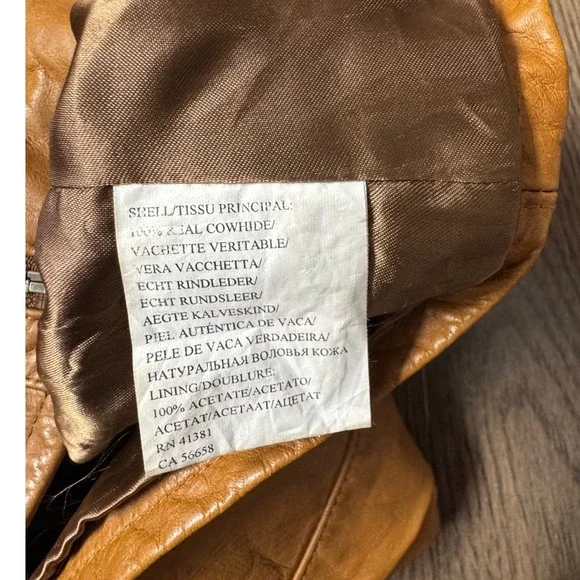 SHELL/TISSU PRINCIPAL:
100% REAL COWHIDE/
VACHETTE VERITABLE/
VERA VACCHETTA/
ECHT RINDLEDER/
ECHT RUNDSLEER/
AEGTE KALVESKIND/
PIEL AUTÉNTICA DE VACA/
PELE DE VACA VERDADEIRA/
НАТУРАЛЬНАЯ ВОЛОВЬЯ КОЖА
LINING/DOUBLURE:
100% ACETATE/ACETATO/
ACETAT/ACETAAT/АЦЕТАТ
RN 41381
CA 56658